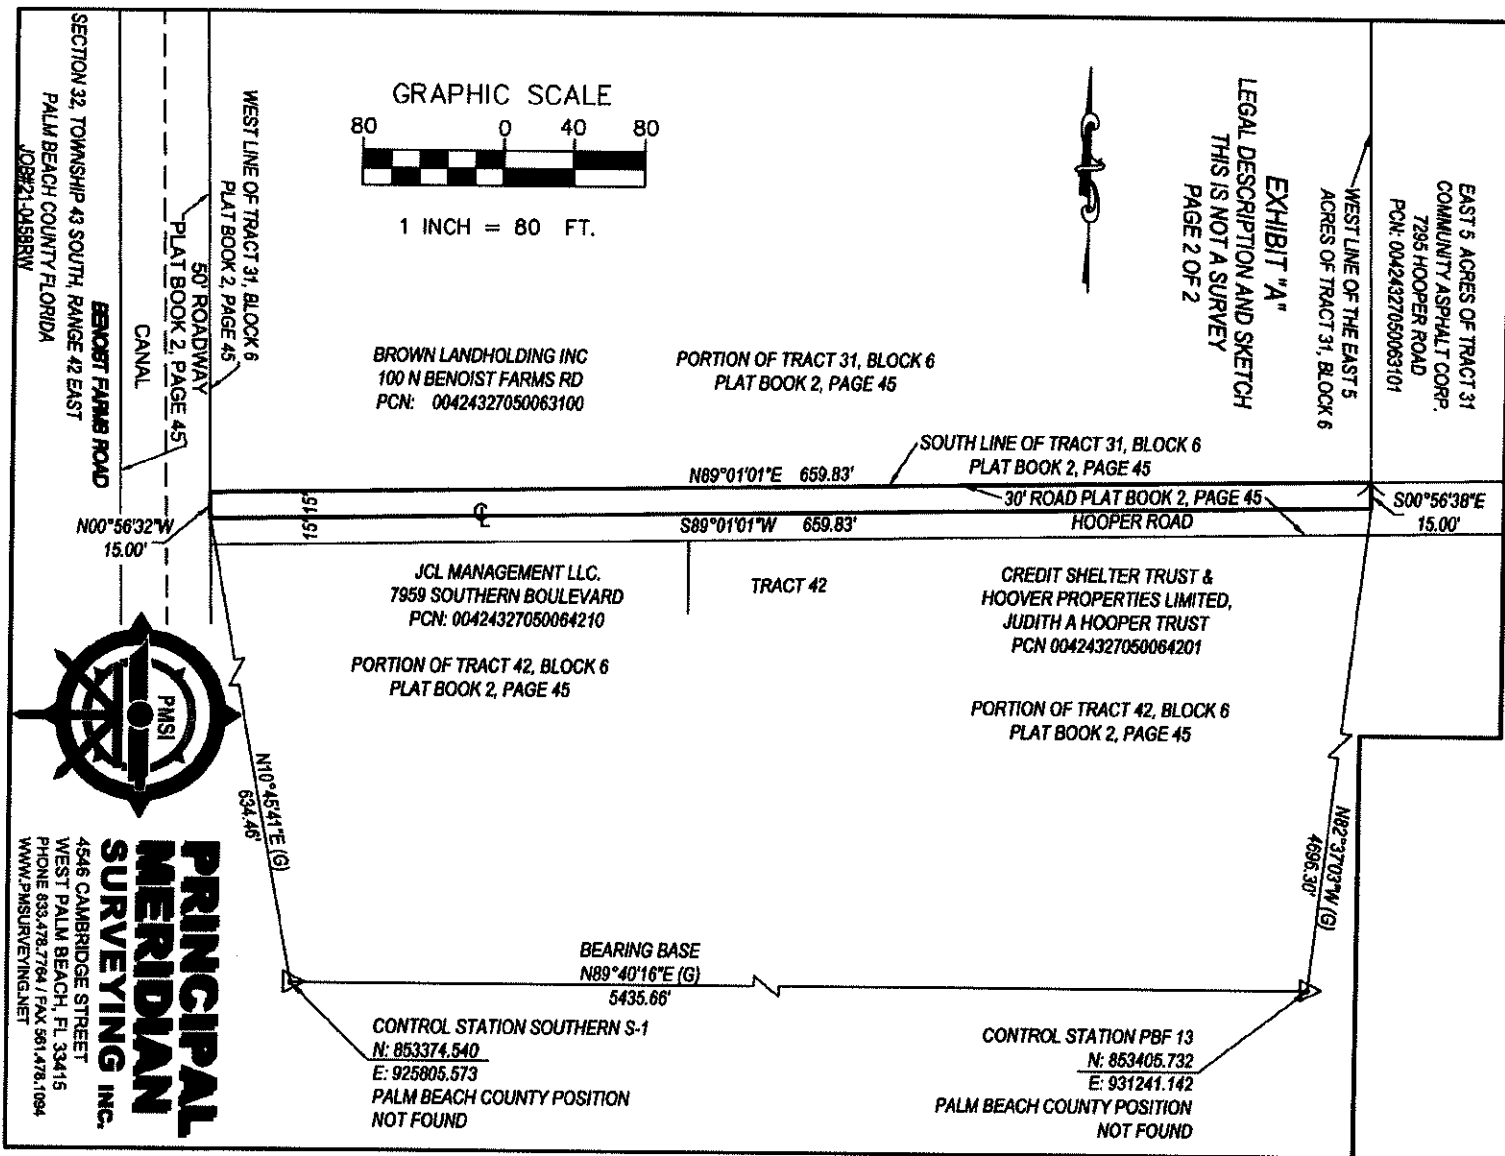 EAST 5 ACRES OF TRACT 31
COMMUNITY ASPHALT CORP.
7295 HOOPER ROAD
PCN: 00424327050063101
WEST LINE OF THE EAST 5
ACRES OF TRACT 31, BLOCK 6
EXHIBIT "A"
LEGAL DESCRIPTION AND SKETCH
THIS IS NOT A SURVEY
PAGE 2 OF 2
GRAPHIC SCALE
80 0 40 80
1 INCH = 80 FT.
WEST LINE OF TRACT 31, BLOCK 6
PLAT BOOK 2, PAGE 45
50' ROADWAY
PLAT BOOK 2, PAGE 45
CANAL
BENOIST FARMS ROAD
SECTION 32, TOWNSHIP 43 SOUTH, RANGE 42 EAST
PALM BEACH COUNTY FLORIDA
JOB#21-0458RW
BROWN LANDHOLDING INC
100 N BENOIST FARMS RD
PCN: 00424327050063100
PORTION OF TRACT 31, BLOCK 6
PLAT BOOK 2, PAGE 45
SOUTH LINE OF TRACT 31, BLOCK 6
PLAT BOOK 2, PAGE 45
N89°01'01"E 659.83'
30' ROAD PLAT BOOK 2, PAGE 45
S00°56'38"E
15.00'
N00°56'32"W
15.00'
15' 15'
S89°01'01"W 659.83'
HOOPER ROAD
JCL MANAGEMENT LLC.
7959 SOUTHERN BOULEVARD
PCN: 00424327050064210
TRACT 42
CREDIT SHELTER TRUST &
HOOVER PROPERTIES LIMITED,
JUDITH A HOOPER TRUST
PCN 00424327050064201
PORTION OF TRACT 42, BLOCK 6
PLAT BOOK 2, PAGE 45
PORTION OF TRACT 42, BLOCK 6
PLAT BOOK 2, PAGE 45
N10°45'41"E (G)
634.46'
N82°37'03"W (G)
4696.30'
BEARING BASE
N89°40'16"E (G)
5435.66'
CONTROL STATION SOUTHERN S-1
N: 853374.540
E: 925805.573
PALM BEACH COUNTY POSITION
NOT FOUND
CONTROL STATION PBF 13
N: 853405.732
E: 931241.142
PALM BEACH COUNTY POSITION
NOT FOUND
PMSI
PRINCIPAL
MERIDIAN
SURVEYING INC.
4546 CAMBRIDGE STREET
WEST PALM BEACH, FL 33415
PHONE 833.478.7764 / FAX 561.478.1094
WWW.PMSURVEYING.NET